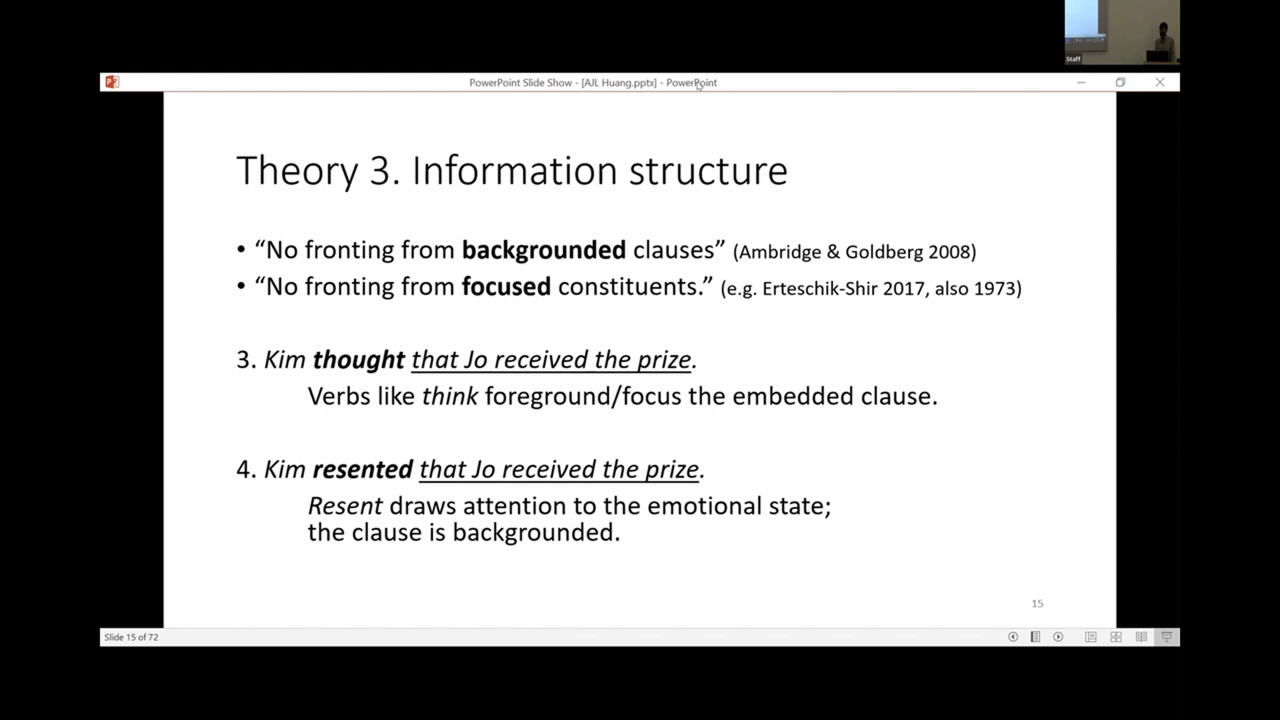 Staff
PowerPoint Slide Show - [AJL Huang.pptx] - PowerPoint
Theory 3. Information structure
• “No fronting from backgrounded clauses” (Ambridge & Goldberg 2008)
• “No fronting from focused constituents.” (e.g. Erteschik-Shir 2017, also 1973)
3. Kim thought that Jo received the prize.
Verbs like think foreground/focus the embedded clause.
4. Kim resented that Jo received the prize.
Resent draws attention to the emotional state;
the clause is backgrounded.
15
Slide 15 of 72